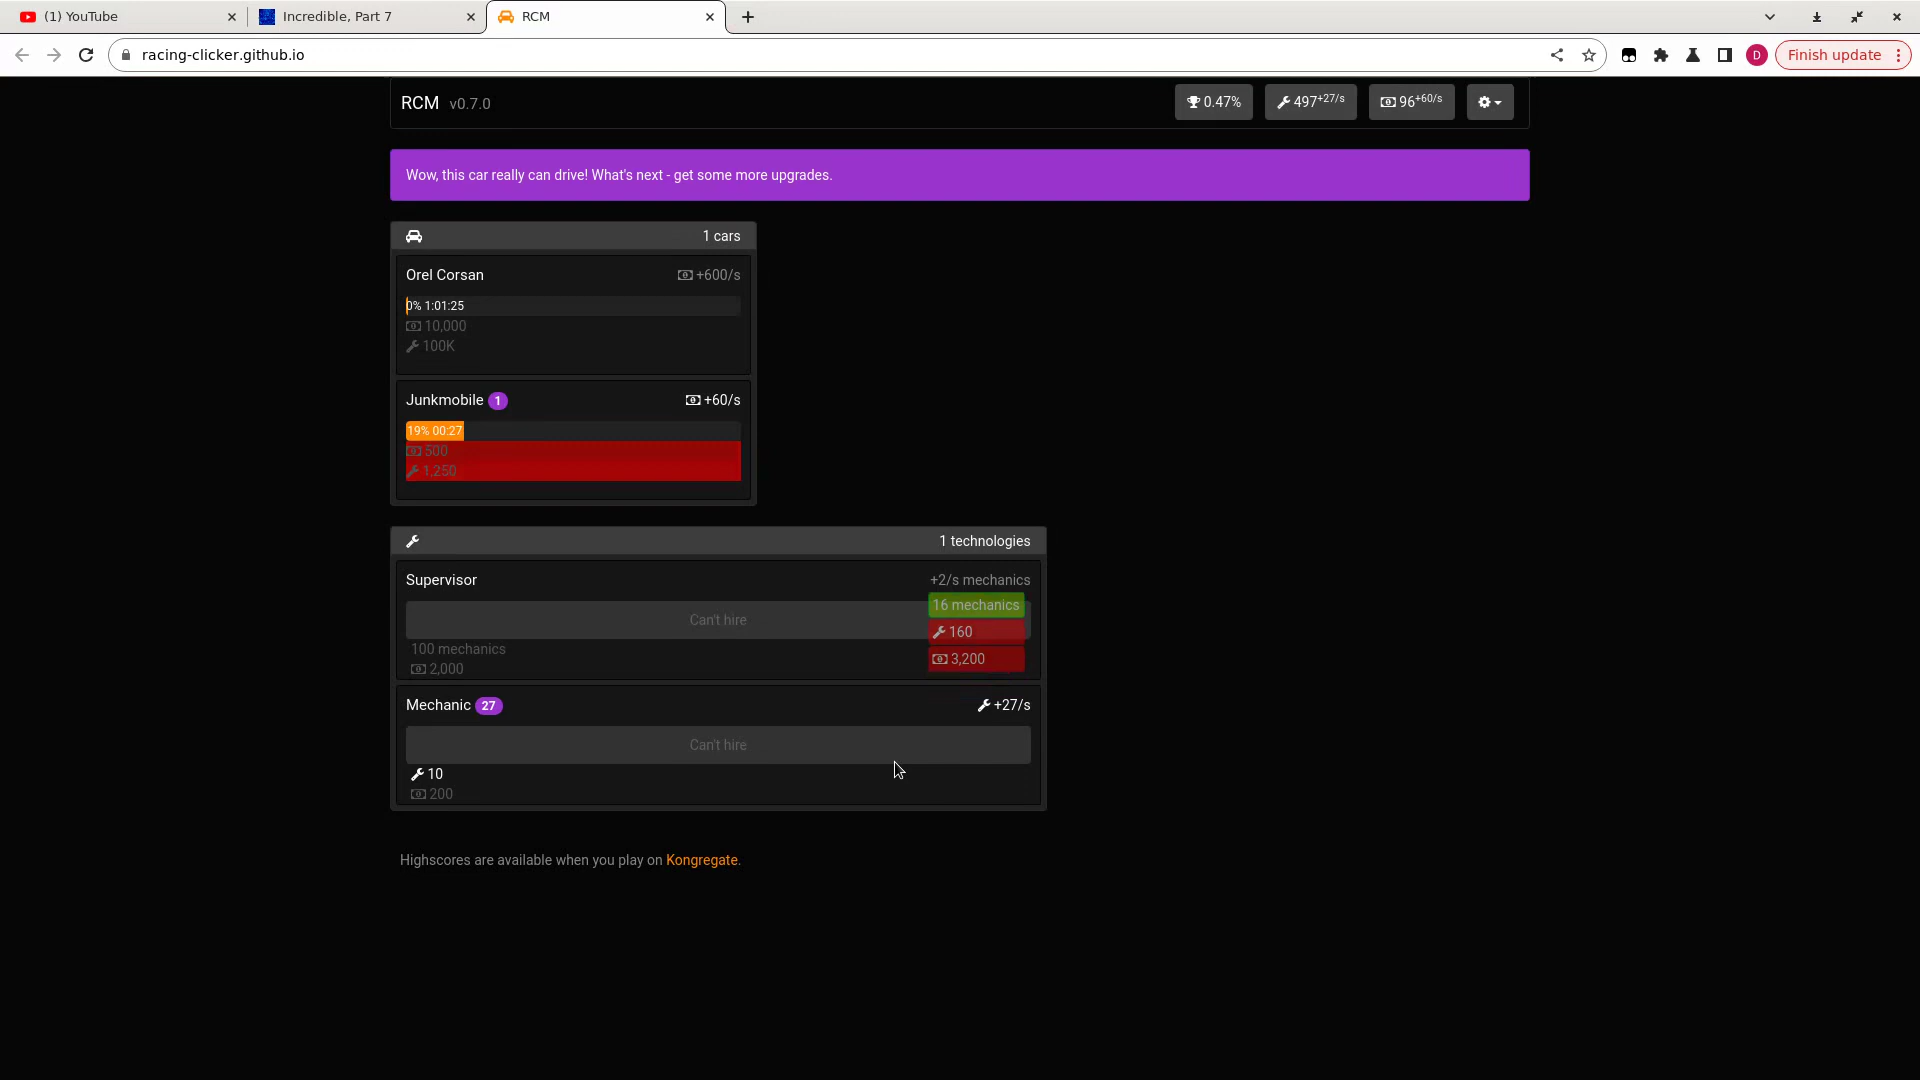 (1) YouTube
Incredible, Part 7
RCM
racing-clicker.github.io
D
Finish update
RCM v0.7.0
0.47%
497+27/s
96+60/s
Wow, this car really can drive! What's next - get some more upgrades.
1 cars
Orel Corsan
+600/s
0% 1:01:25
10,000
100K
Junkmobile 1
+60/s
19% 00:27
500
1,250
1 technologies
Supervisor
+2/s mechanics
Can't hire
16 mechanics
160
3,200
100 mechanics
2,000
Mechanic 27
+27/s
Can't hire
10
200
Highscores are available when you play on Kongregate.